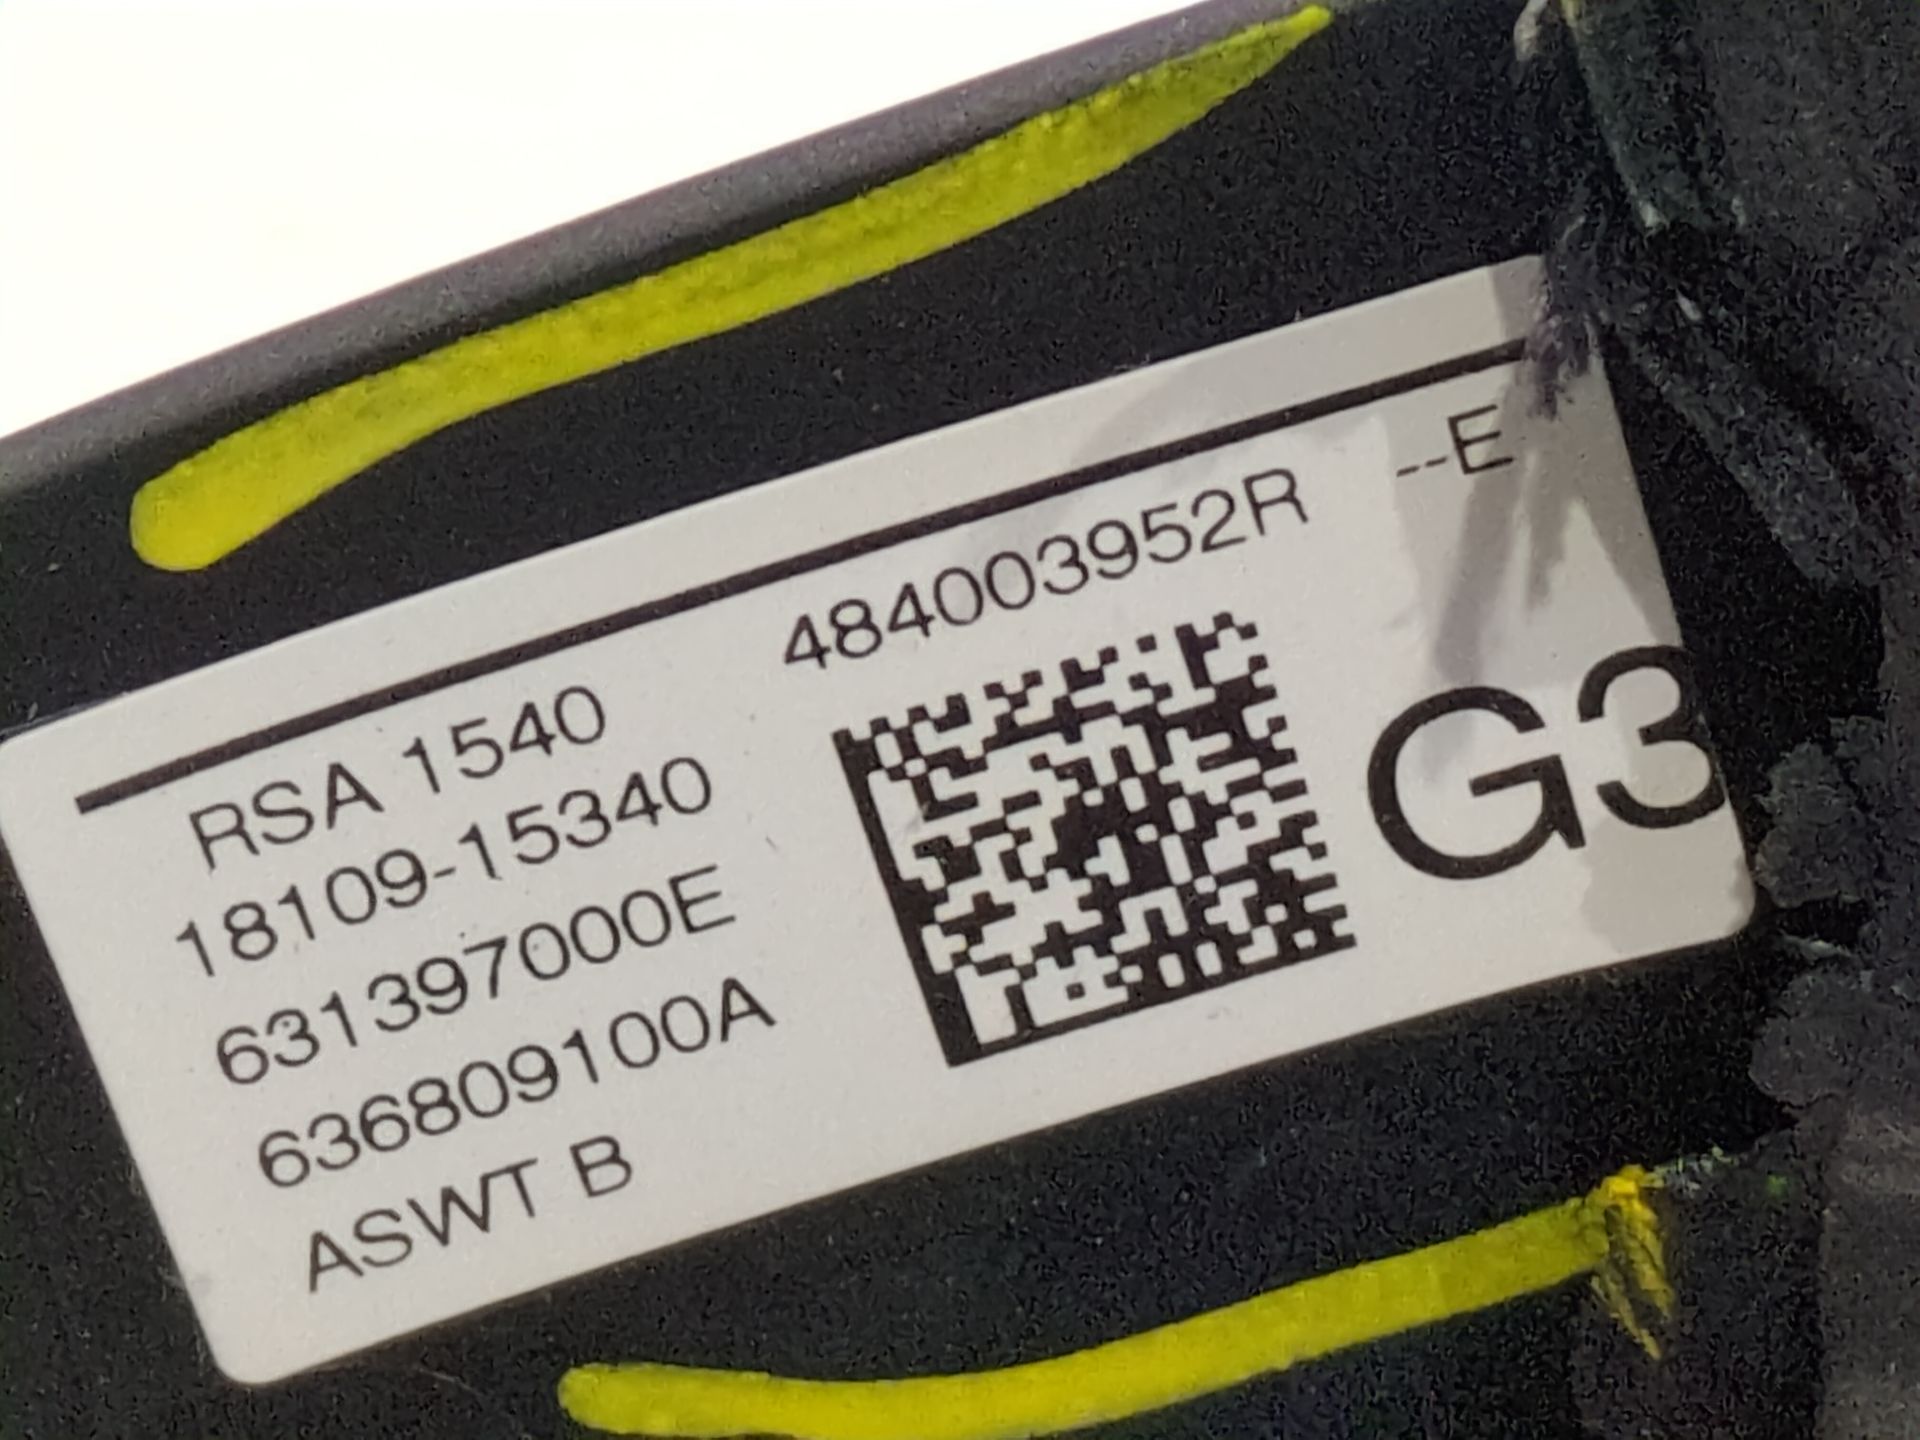 484003952R --E
RSA 1540
18109-15340
631397000E
636809100A
ASWT B
G3